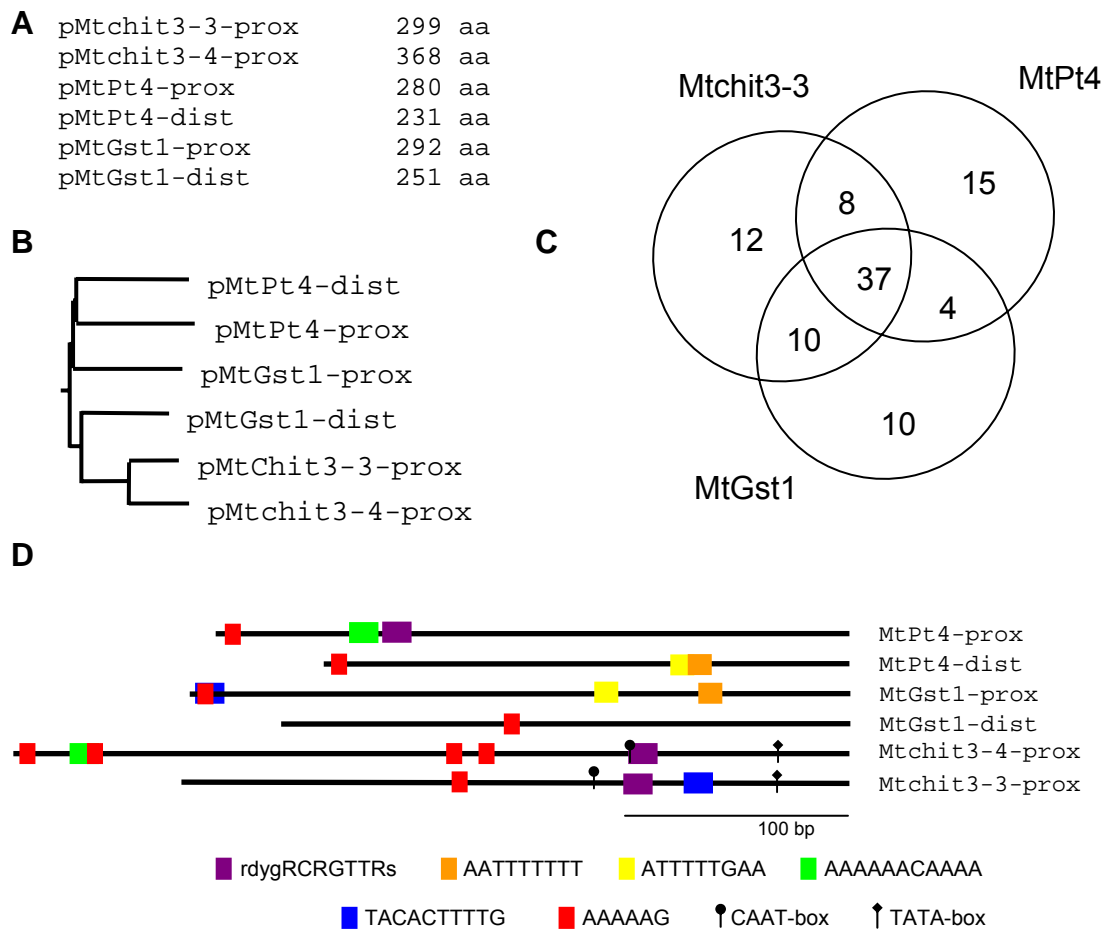 A
pMtchit3-3-prox 299 aa
pMtchit3-4-prox 368 aa
pMtPt4-prox 280 aa
pMtPt4-dist 231 aa
pMtGst1-prox 292 aa
pMtGst1-dist 251 aa
B
pMtPt4-dist
pMtPt4-prox
pMtGst1-prox
pMtGst1-dist
pMtChit3-3-prox
pMtchit3-4-prox
C
Mtchit3-3
MtPt4
8
15
12
37
4
10
10
MtGst1
D
MtPt4-prox
MtPt4-dist
MtGst1-prox
MtGst1-dist
Mtchit3-4-prox
Mtchit3-3-prox
100 bp
rdygRCRGTTRs AATTTTTTT ATTTTTGAA AAAAAACAAAA
TACACTTTTG AAAAAG CAAT-box TATA-box